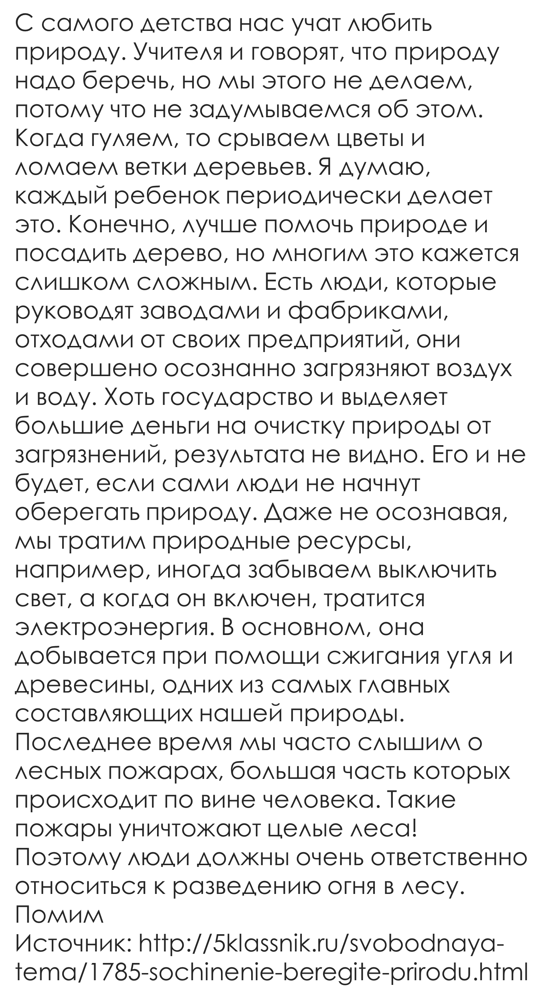 С самого детства нас учат любить
природу. Учителя и говорят, что природу
надо беречь, но мы этого не делаем,
потому что не задумываемся об этом.
Когда гуляем, то срываем цветы и
ломаем ветки деревьев. Я думаю,
каждый ребенок периодически делает
это. Конечно, лучше помочь природе и
посадить дерево, но многим это кажется
слишком сложным. Есть люди, которые
руководят заводами и фабриками,
отходами от своих предприятий, они
совершено осознанно загрязняют воздух
и воду. Хоть государство и выделяет
большие деньги на очистку природы от
загрязнений, результата не видно. Его и не
будет, если сами люди не начнут
оберегать природу. Даже не осознавая,
мы тратим природные ресурсы,
например, иногда забываем выключить
свет, а когда он включен, тратится
электроэнергия. В основном, она
добывается при помощи сжигания угля и
древесины, одних из самых главных
составляющих нашей природы.
Последнее время мы часто слышим о
лесных пожарах, большая часть которых
происходит по вине человека. Такие
пожары уничтожают целые леса!
Поэтому люди должны очень ответственно
относиться к разведению огня в лесу.
Помим
Источник: http://5klassnik.ru/svobodnaya-
tema/1785-sochinenie-beregite-prirodu.html